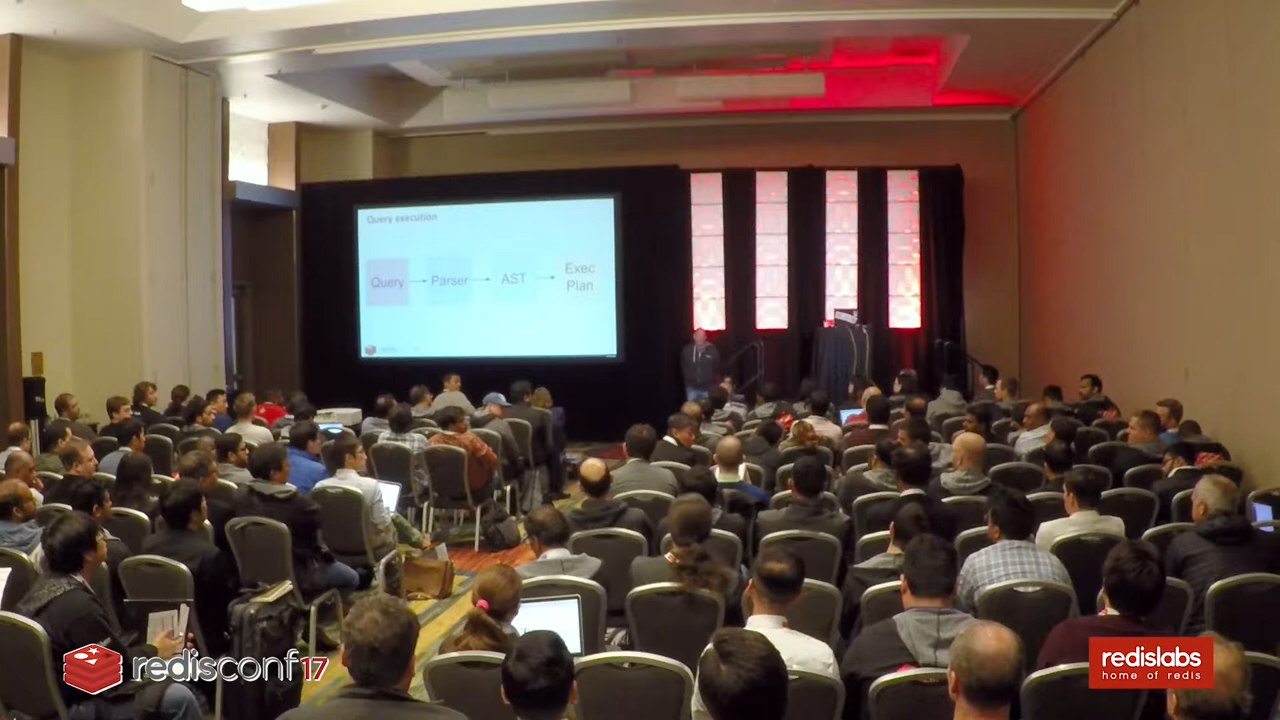 Query execution
Query
Parser
AST
Exec
Plan
redisconf17
redislabs
home of redis